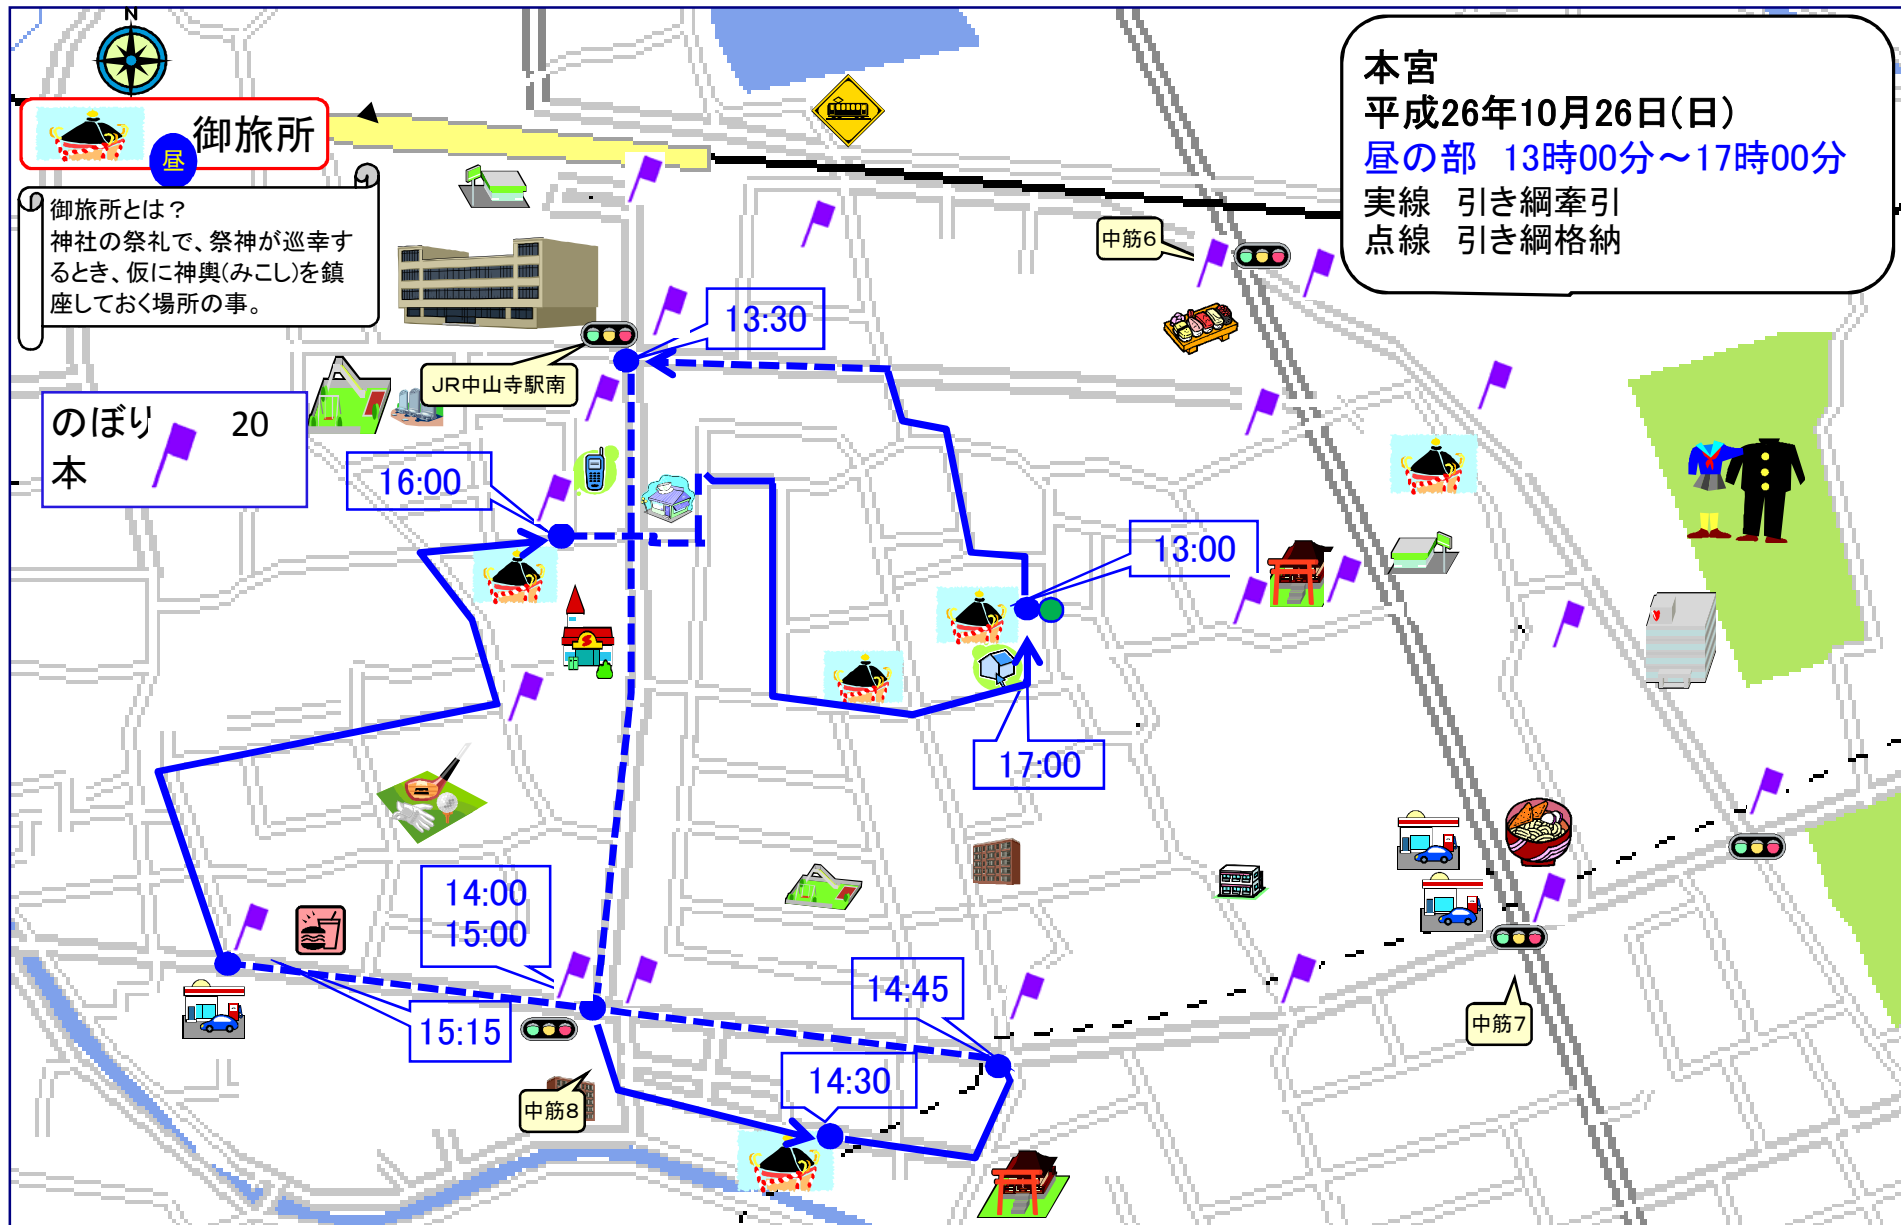 N
御旅所
昼
御旅所とは？
神社の祭礼で、祭神が巡幸す
るとき、仮に神輿(みこし)を鎮
座しておく場所の事。
本宮
平成26年10月26日(日)
昼の部 13時00分～17時00分
実線 引き綱牽引
点線 引き綱格納
中筋6
13:30
JR中山寺駅南
のぼり 20
本
16:00
13:00
17:00
14:00
15:00
14:45
15:15
14:30
中筋7
中筋8